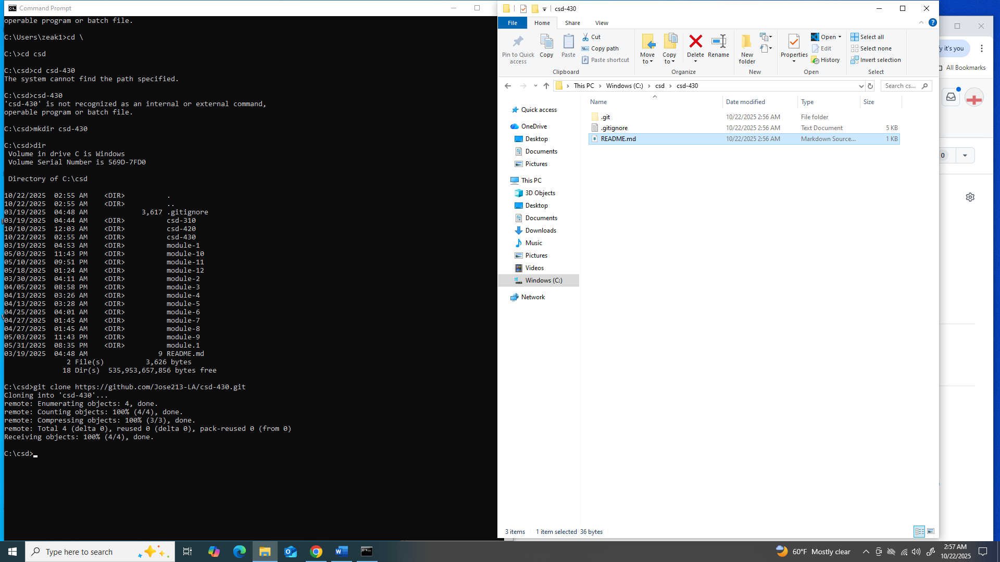 Command Prompt
operable program or batch file.
C:\Users\zeak1>cd \
C:\>cd csd
C:\csd>cd csd-430
The system cannot find the path specified.
C:\csd>csd-430
'csd-430' is not recognized as an internal or external command,
operable program or batch file.
C:\csd>mkdir csd-430
C:\csd>dir
 Volume in drive C is Windows
 Volume Serial Number is 569D-7FD0
 Directory of C:\csd
10/22/2025  02:55 AM    <DIR>          .
10/22/2025  02:55 AM    <DIR>          ..
03/19/2025  04:48 AM             3,617 .gitignore
03/19/2025  04:44 AM    <DIR>          csd-310
10/10/2025  12:03 AM    <DIR>          csd-420
10/22/2025  02:55 AM    <DIR>          csd-430
03/19/2025  04:53 AM    <DIR>          module-1
05/03/2025  11:43 PM    <DIR>          module-10
05/10/2025  09:51 PM    <DIR>          module-11
05/18/2025  01:24 AM    <DIR>          module-12
03/30/2025  04:11 AM    <DIR>          module-2
04/05/2025  08:58 PM    <DIR>          module-3
04/13/2025  03:26 AM    <DIR>          module-4
04/13/2025  03:28 AM    <DIR>          module-5
04/25/2025  04:01 AM    <DIR>          module-6
04/27/2025  01:45 AM    <DIR>          module-7
04/27/2025  01:45 AM    <DIR>          module-8
05/03/2025  11:43 PM    <DIR>          module-9
05/31/2025  08:35 PM    <DIR>          module.1
03/19/2025  04:48 AM                 9 README.md
               2 File(s)          3,626 bytes
              18 Dir(s)  535,953,657,856 bytes free
C:\csd>git clone https://github.com/Jose213-LA/csd-430.git
Cloning into 'csd-430'...
remote: Enumerating objects: 4, done.
remote: Counting objects: 100% (4/4), done.
remote: Compressing objects: 100% (3/3), done.
remote: Total 4 (delta 0), reused 0 (delta 0), pack-reused 0 (from 0)
Receiving objects: 100% (4/4), done.
C:\csd>
csd-430
File Home Share View
Pin to Quick access
Copy
Paste
Cut
Copy path
Paste shortcut
Clipboard
Move to
Copy to
Delete
Rename
Organize
New folder
New
Properties
Open
Edit
History
Open
Select all
Select none
Invert selection
Select
This PC > Windows (C:) > csd > csd-430
Search cs...
Name Date modified Type Size
.git 10/22/2025 2:56 AM File folder
.gitignore 10/22/2025 2:56 AM Text Document 5 KB
README.md 10/22/2025 2:56 AM Markdown Source... 1 KB
Quick access
OneDrive
Desktop
Documents
Pictures
This PC
3D Objects
Desktop
Documents
Downloads
Music
Pictures
Videos
Windows (C:)
Network
3 items 1 item selected 36 bytes
it's you
All Bookmarks
0
Type here to search
60°F Mostly clear
2:57 AM
10/22/2025